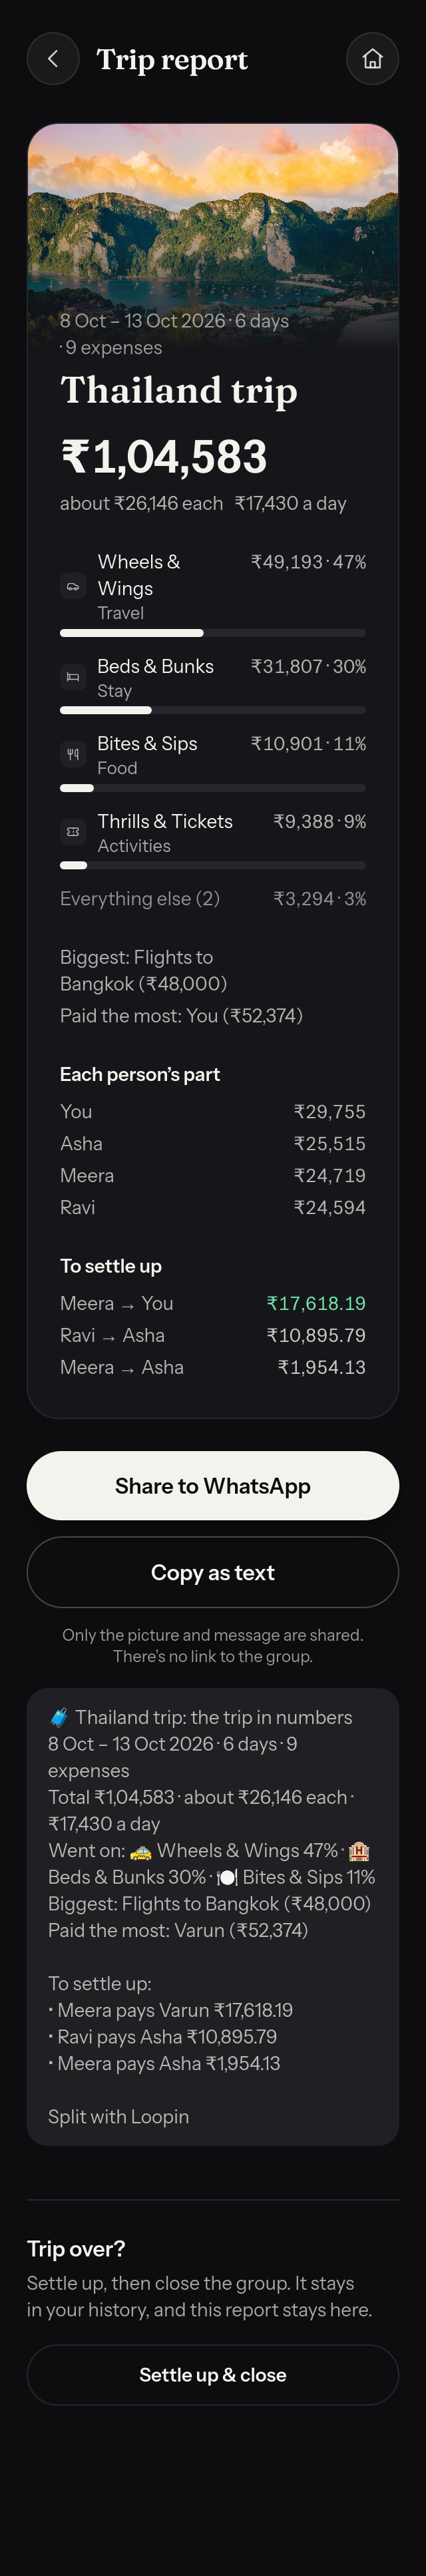 Trip report
8 Oct – 13 Oct 2026 · 6 days
· 9 expenses
Thailand trip
₹1,04,583
about ₹26,146 each ₹17,430 a day
Wheels & Wings ₹49,193 · 47%
Travel
Beds & Bunks ₹31,807 · 30%
Stay
Bites & Sips ₹10,901 · 11%
Food
Thrills & Tickets ₹9,388 · 9%
Activities
Everything else (2) ₹3,294 · 3%
Biggest: Flights to
Bangkok (₹48,000)
Paid the most: You (₹52,374)
Each person’s part
You ₹29,755
Asha ₹25,515
Meera ₹24,719
Ravi ₹24,594
To settle up
Meera → You ₹17,618.19
Ravi → Asha ₹10,895.79
Meera → Asha ₹1,954.13
Share to WhatsApp
Copy as text
Only the picture and message are shared.
There’s no link to the group.
🧳 Thailand trip: the trip in numbers
8 Oct – 13 Oct 2026 · 6 days · 9
expenses
Total ₹1,04,583 · about ₹26,146 each ·
₹17,430 a day
Went on: 🚕 Wheels & Wings 47% · 🏨
Beds & Bunks 30% · 🍽️ Bites & Sips 11%
Biggest: Flights to Bangkok (₹48,000)
Paid the most: Varun (₹52,374)
To settle up:
• Meera pays Varun ₹17,618.19
• Ravi pays Asha ₹10,895.79
• Meera pays Asha ₹1,954.13
Split with Loopin
Trip over?
Settle up, then close the group. It stays
in your history, and this report stays here.
Settle up & close